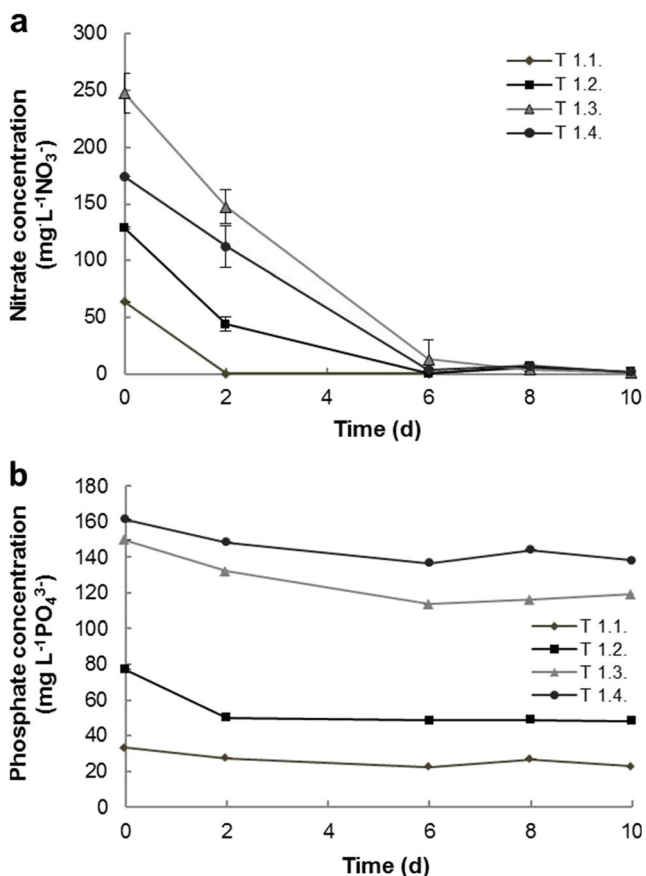 a
300
250
200
150
100
50
0
Nitrate concentration
(mg·L⁻¹NO₃⁻)
T 1.1.
T 1.2.
T 1.3.
T 1.4.
0 2 4 6 8 10
Time (d)
b
180
160
140
120
100
80
60
40
20
0
Phosphate concentration
(mg L⁻¹PO₄³⁻)
T 1.1.
T 1.2.
T 1.3.
T 1.4.
0 2 4 6 8 10
Time (d)